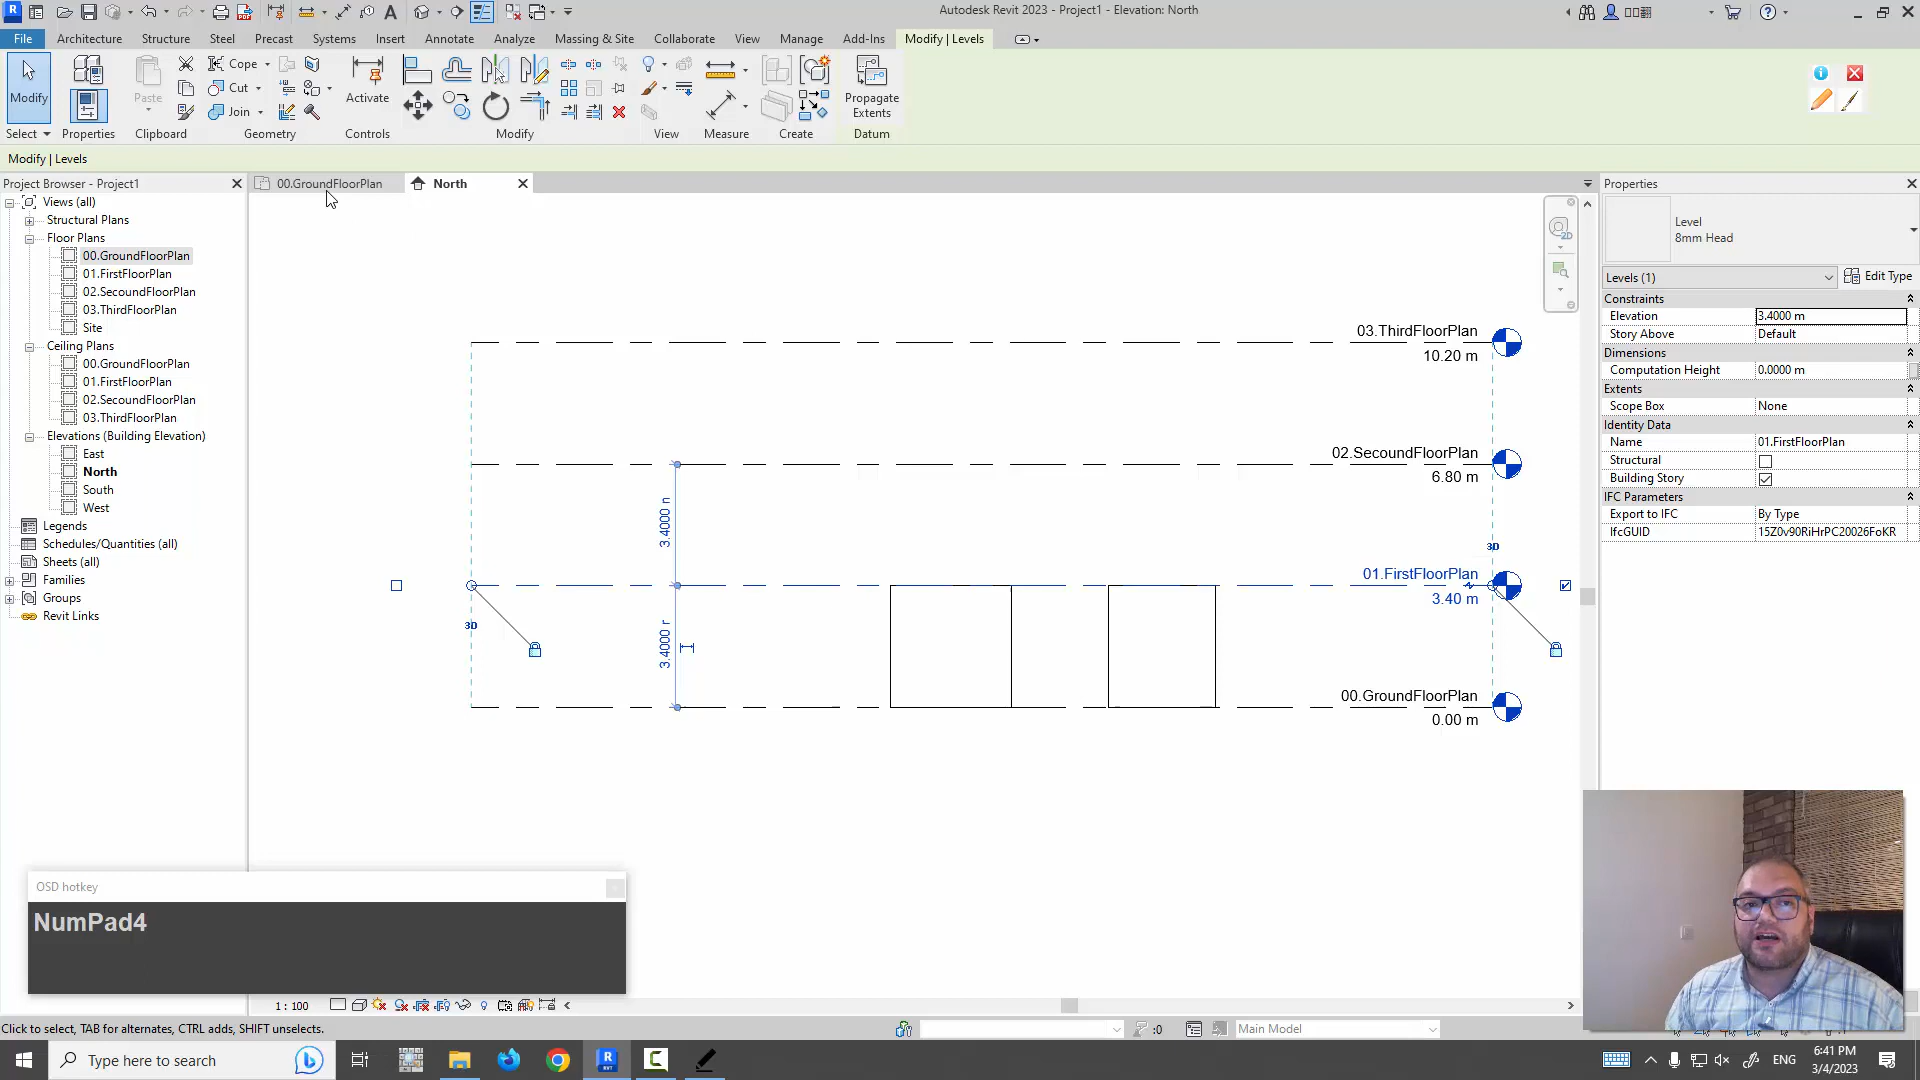 Autodesk Revit 2023 - Project1 - Elevation: North
File Architecture Structure Steel Precast Systems Insert Annotate Analyze Massing & Site Collaborate View Manage Add-Ins Modify | Levels
Modify
Paste
Cope
Cut
Join
Activate
Propagate
Extents
Select Properties Clipboard Geometry Controls Modify View Measure Create Datum
Modify | Levels
Project Browser - Project1
Views (all)
Structural Plans
Floor Plans
00.GroundFloorPlan
01.FirstFloorPlan
02.SecoundFloorPlan
03.ThirdFloorPlan
Site
Ceiling Plans
00.GroundFloorPlan
01.FirstFloorPlan
02.SecoundFloorPlan
03.ThirdFloorPlan
Elevations (Building Elevation)
East
North
South
West
Legends
Schedules/Quantities (all)
Sheets (all)
Families
Groups
Revit Links
00.GroundFloorPlan
North
2D
03.ThirdFloorPlan
10.20 m
02.SecoundFloorPlan
6.80 m
3.4000 n
3D
01.FirstFloorPlan
3.40 m
3D
3.4000 r
00.GroundFloorPlan
0.00 m
Properties
Level
8mm Head
Levels (1)
Edit Type
Constraints
Elevation 3.4000 m
Story Above Default
Dimensions
Computation Height 0.0000 m
Extents
Scope Box None
Identity Data
Name 01.FirstFloorPlan
Structural
Building Story
IFC Parameters
Export to IFC By Type
IfcGUID 15Z0v90RiHrPC20026FoKR
OSD hotkey
NumPad4
1 : 100
Click to select, TAB for alternates, CTRL adds, SHIFT unselects.
:0
Main Model
Type here to search
ENG
6:41 PM
3/4/2023